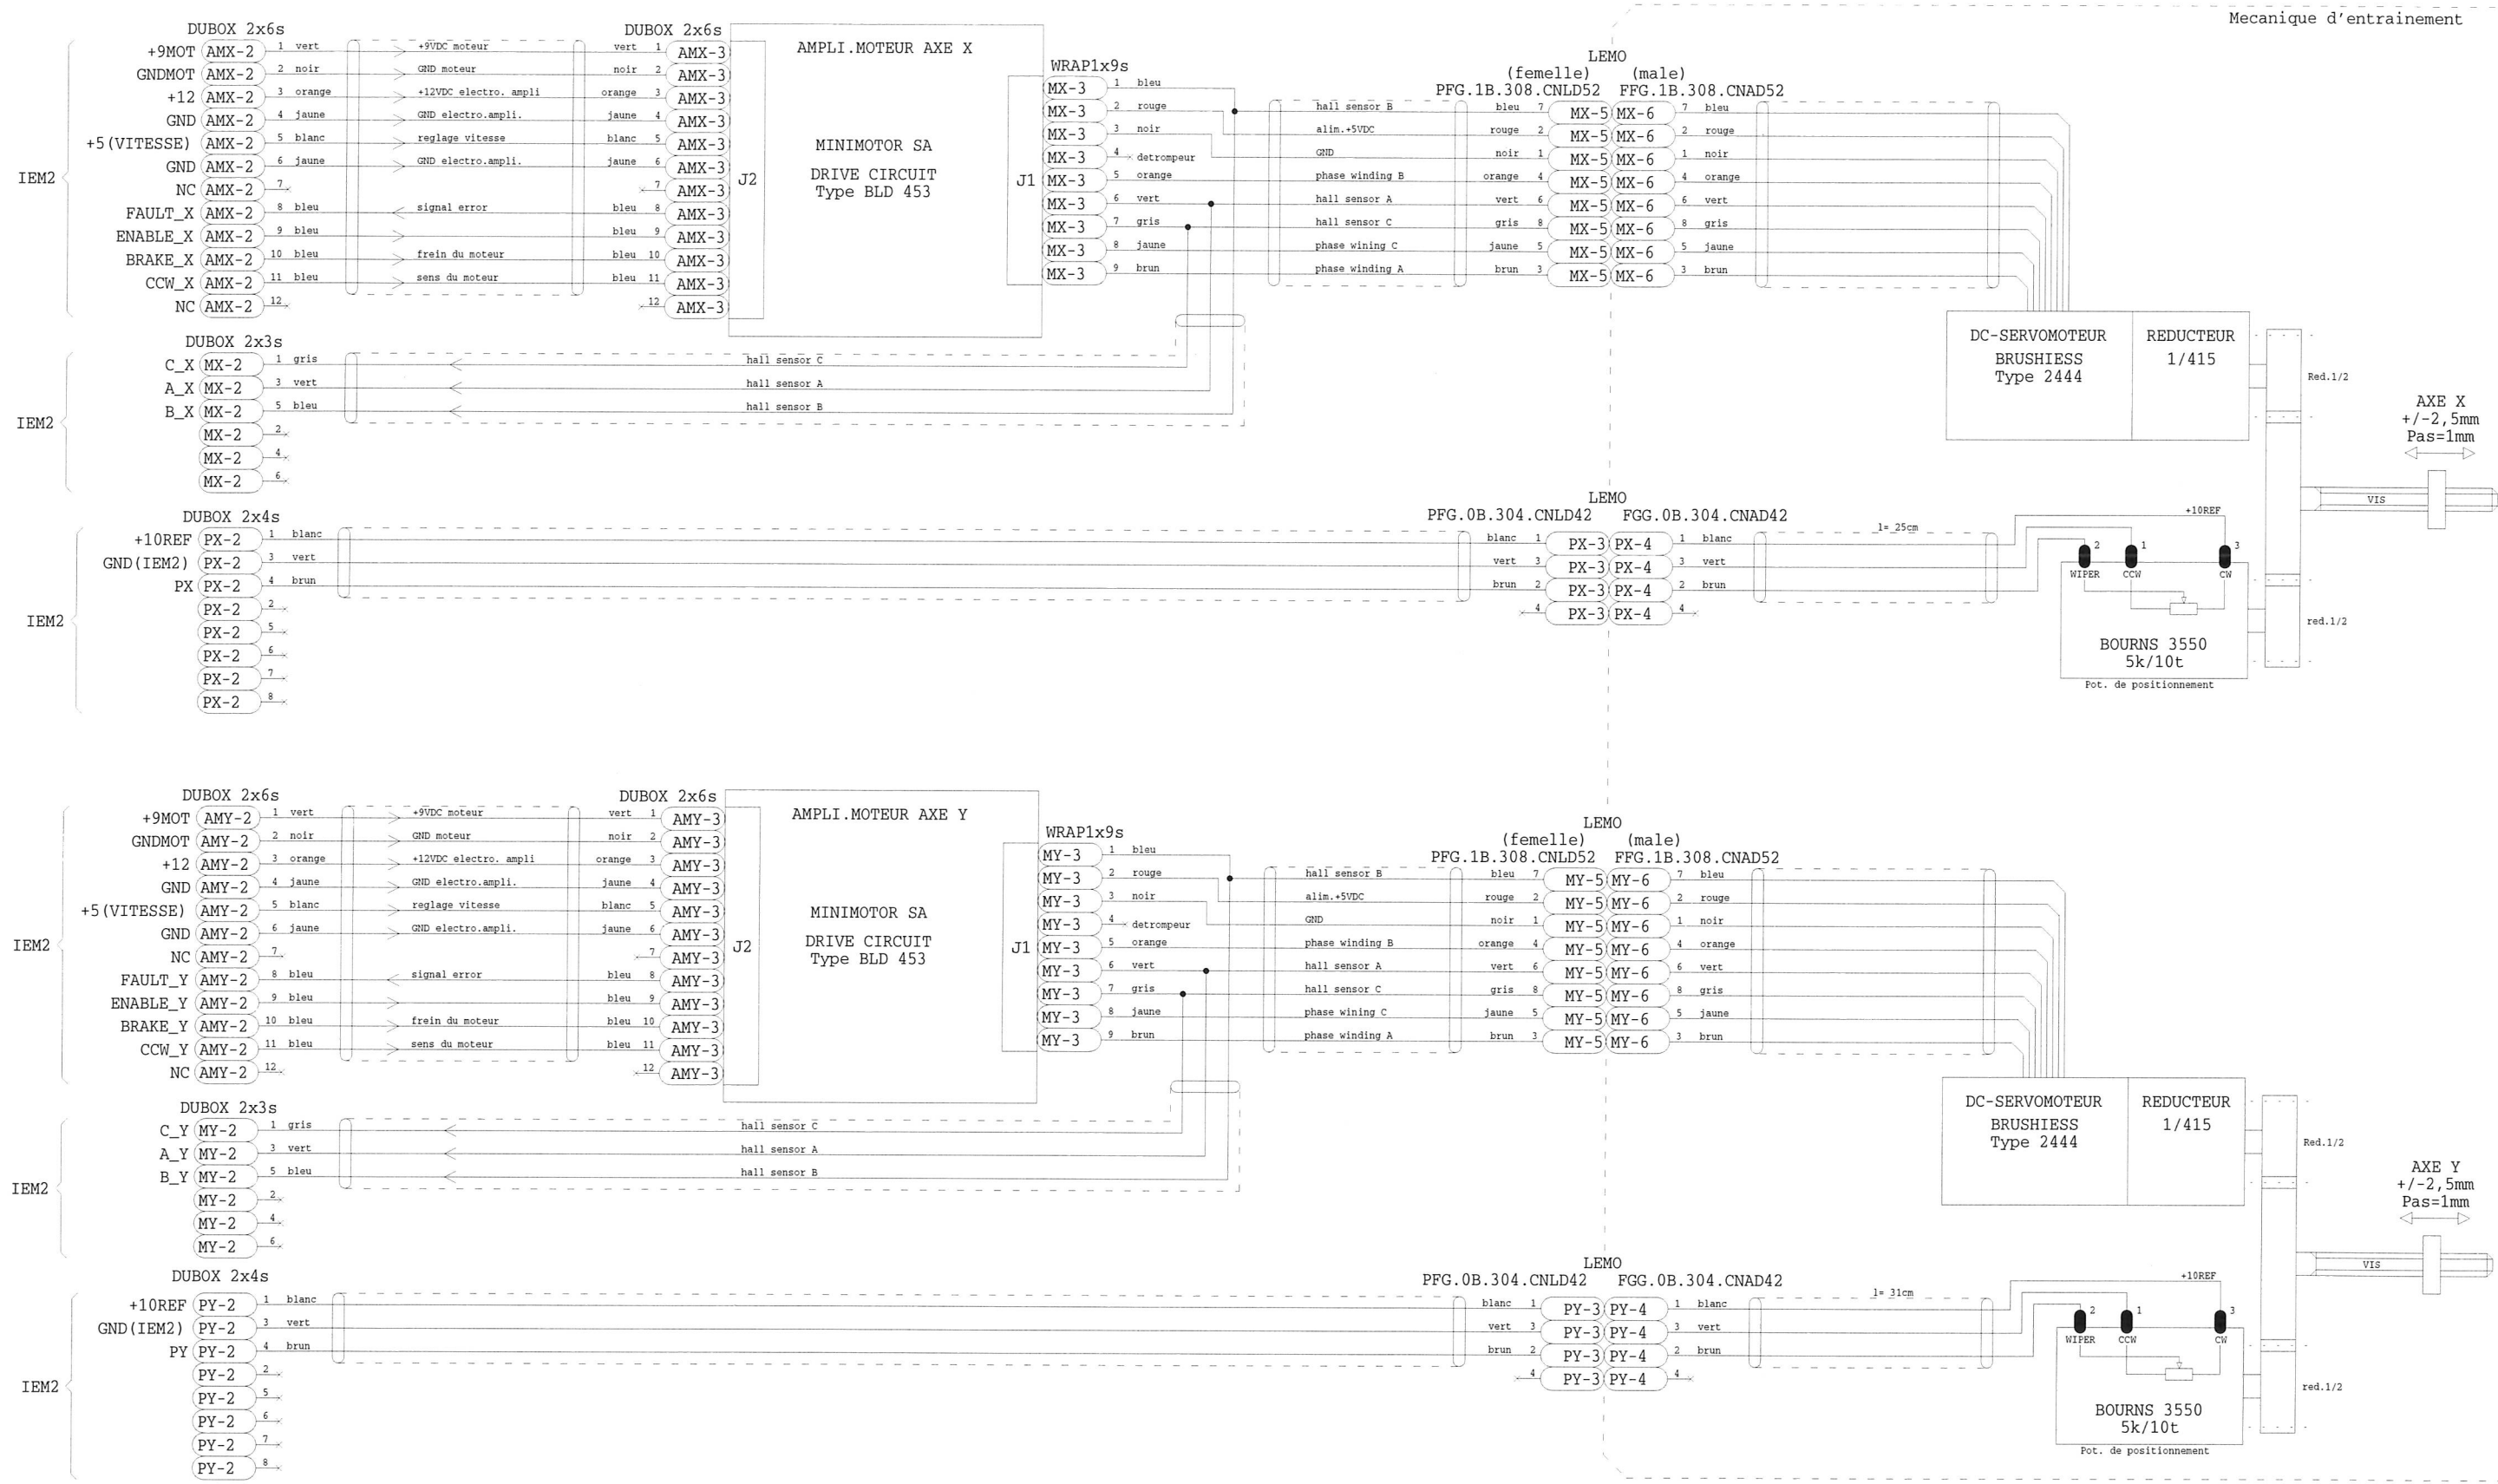 Mecanique d'entrainement
DUBOX 2x6s
DUBOX 2x6s
+9MOT AMX-2 1 vert +9VDC moteur vert 1 AMX-3
GNDMOT AMX-2 2 noir GND moteur noir 2 AMX-3
+12 AMX-2 3 orange +12VDC electro. ampli orange 3 AMX-3
GND AMX-2 4 jaune GND electro.ampli. jaune 4 AMX-3
+5(VITESSE) AMX-2 5 blanc reglage vitesse blanc 5 AMX-3
GND AMX-2 6 jaune GND electro.ampli. jaune 6 AMX-3
NC AMX-2 7 7 AMX-3
FAULT_X AMX-2 8 bleu signal error bleu 8 AMX-3
ENABLE_X AMX-2 9 bleu bleu 9 AMX-3
BRAKE_X AMX-2 10 bleu frein du moteur bleu 10 AMX-3
CCW_X AMX-2 11 bleu sens du moteur bleu 11 AMX-3
NC AMX-2 12 12 AMX-3
IEM2
AMPLI.MOTEUR AXE X
MINIMOTOR SA
DRIVE CIRCUIT
Type BLD 453
J2
J1
WRAP1x9s
MX-3 1 bleu
MX-3 2 rouge
MX-3 3 noir
MX-3 4 detrompeur
MX-3 5 orange
MX-3 6 vert
MX-3 7 gris
MX-3 8 jaune
MX-3 9 brun
LEMO
(femelle) (male)
PFG.1B.308.CNLD52 FFG.1B.308.CNAD52
hall sensor B bleu 7 MX-5 MX-6 7 bleu
alim.+5VDC rouge 2 MX-5 MX-6 2 rouge
GND noir 1 MX-5 MX-6 1 noir
phase winding B orange 4 MX-5 MX-6 4 orange
hall sensor A vert 6 MX-5 MX-6 6 vert
hall sensor C gris 8 MX-5 MX-6 8 gris
phase wining C jaune 5 MX-5 MX-6 5 jaune
phase winding A brun 3 MX-5 MX-6 3 brun
DC-SERVOMOTEUR
BRUSHIESS
Type 2444
REDUCTEUR
1/415
Red.1/2
AXE X
+/-2,5mm
Pas=1mm
VIS
DUBOX 2x3s
C_X MX-2 1 gris hall sensor C
A_X MX-2 3 vert hall sensor A
B_X MX-2 5 bleu hall sensor B
MX-2 2
MX-2 4
MX-2 6
IEM2
DUBOX 2x4s
+10REF PX-2 1 blanc
GND(IEM2) PX-2 3 vert
PX PX-2 4 brun
PX-2 2
PX-2 5
PX-2 6
PX-2 7
PX-2 8
IEM2
LEMO
PFG.0B.304.CNLD42 FGG.0B.304.CNAD42
blanc 1 PX-3 PX-4 1 blanc
vert 3 PX-3 PX-4 3 vert
brun 2 PX-3 PX-4 2 brun
4 PX-3 PX-4 4
l= 25cm
+10REF
2 1 3
WIPER CCW CW
BOURNS 3550
5k/10t
Pot. de positionnement
red.1/2
DUBOX 2x6s
DUBOX 2x6s
+9MOT AMY-2 1 vert +9VDC moteur vert 1 AMY-3
GNDMOT AMY-2 2 noir GND moteur noir 2 AMY-3
+12 AMY-2 3 orange +12VDC electro. ampli orange 3 AMY-3
GND AMY-2 4 jaune GND electro.ampli. jaune 4 AMY-3
+5(VITESSE) AMY-2 5 blanc reglage vitesse blanc 5 AMY-3
GND AMY-2 6 jaune GND electro.ampli. jaune 6 AMY-3
NC AMY-2 7 7 AMY-3
FAULT_Y AMY-2 8 bleu signal error bleu 8 AMY-3
ENABLE_Y AMY-2 9 bleu bleu 9 AMY-3
BRAKE_Y AMY-2 10 bleu frein du moteur bleu 10 AMY-3
CCW_Y AMY-2 11 bleu sens du moteur bleu 11 AMY-3
NC AMY-2 12 12 AMY-3
IEM2
AMPLI.MOTEUR AXE Y
MINIMOTOR SA
DRIVE CIRCUIT
Type BLD 453
J2
J1
WRAP1x9s
MY-3 1 bleu
MY-3 2 rouge
MY-3 3 noir
MY-3 4 detrompeur
MY-3 5 orange
MY-3 6 vert
MY-3 7 gris
MY-3 8 jaune
MY-3 9 brun
LEMO
(femelle) (male)
PFG.1B.308.CNLD52 FFG.1B.308.CNAD52
hall sensor B bleu 7 MY-5 MY-6 7 bleu
alim.+5VDC rouge 2 MY-5 MY-6 2 rouge
GND noir 1 MY-5 MY-6 1 noir
phase winding B orange 4 MY-5 MY-6 4 orange
hall sensor A vert 6 MY-5 MY-6 6 vert
hall sensor C gris 8 MY-5 MY-6 8 gris
phase wining C jaune 5 MY-5 MY-6 5 jaune
phase winding A brun 3 MY-5 MY-6 3 brun
DC-SERVOMOTEUR
BRUSHIESS
Type 2444
REDUCTEUR
1/415
Red.1/2
AXE Y
+/-2,5mm
Pas=1mm
VIS
DUBOX 2x3s
C_Y MY-2 1 gris hall sensor C
A_Y MY-2 3 vert hall sensor A
B_Y MY-2 5 bleu hall sensor B
MY-2 2
MY-2 4
MY-2 6
IEM2
DUBOX 2x4s
+10REF PY-2 1 blanc
GND(IEM2) PY-2 3 vert
PY PY-2 4 brun
PY-2 2
PY-2 5
PY-2 6
PY-2 7
PY-2 8
IEM2
LEMO
PFG.0B.304.CNLD42 FGG.0B.304.CNAD42
blanc 1 PY-3 PY-4 1 blanc
vert 3 PY-3 PY-4 3 vert
brun 2 PY-3 PY-4 2 brun
4 PY-3 PY-4 4
l= 31cm
+10REF
2 1 3
WIPER CCW CW
BOURNS 3550
5k/10t
Pot. de positionnement
red.1/2